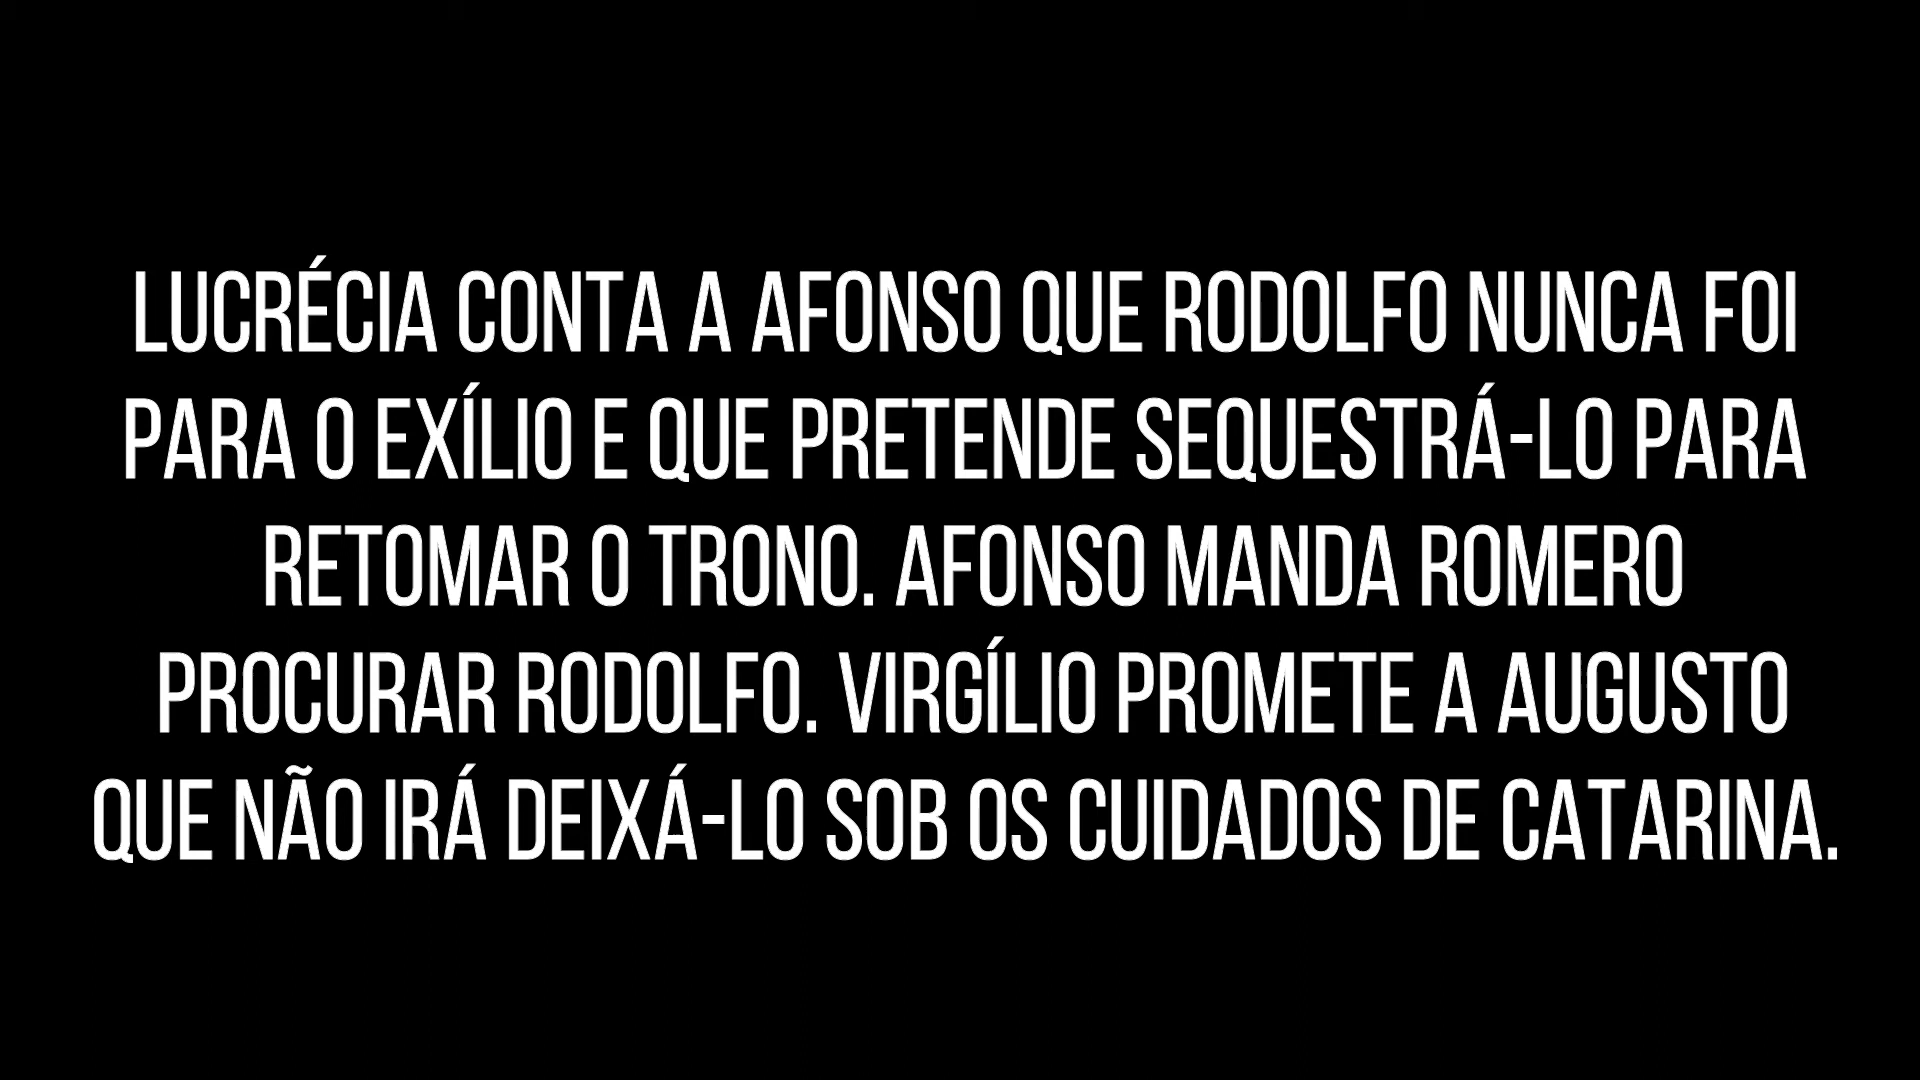 LUCRÉCIA CONTA A AFONSO QUE RODOLFO NUNCA FOI
PARA O EXÍLIO E QUE PRETENDE SEQUESTRÁ-LO PARA
RETOMAR O TRONO. AFONSO MANDA ROMERO
PROCURAR RODOLFO. VIRGÍLIO PROMETE A AUGUSTO
QUE NÃO IRÁ DEIXÁ-LO SOB OS CUIDADOS DE CATARINA.